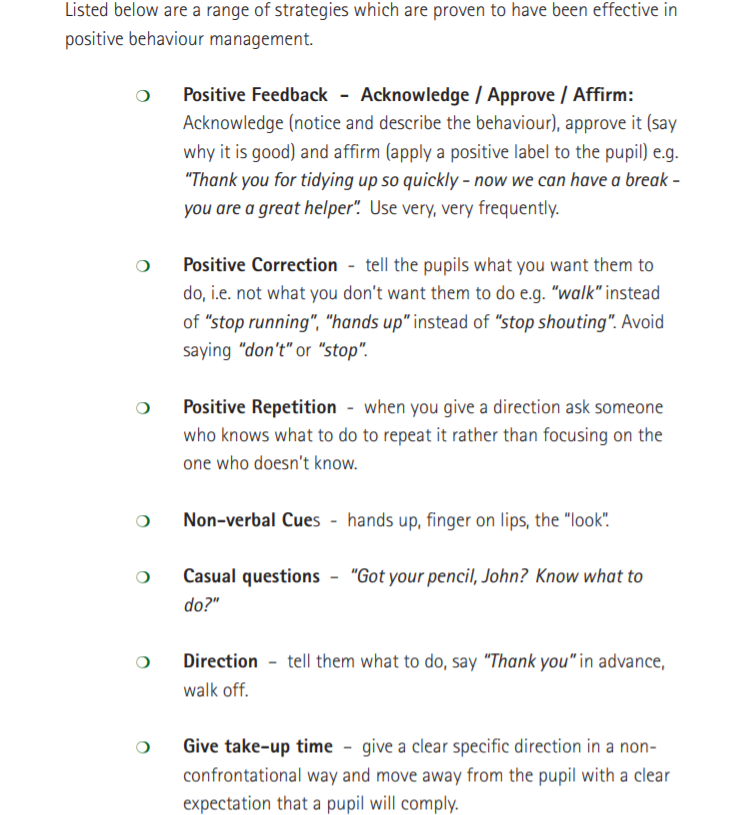 Listed below are a range of strategies which are proven to have been effective in
positive behaviour management.
❍ Positive Feedback - Acknowledge / Approve / Affirm:
Acknowledge (notice and describe the behaviour), approve it (say
why it is good) and affirm (apply a positive label to the pupil) e.g.
"Thank you for tidying up so quickly - now we can have a break -
you are a great helper". Use very, very frequently.
❍ Positive Correction - tell the pupils what you want them to
do, i.e. not what you don't want them to do e.g. "walk" instead
of "stop running", "hands up" instead of "stop shouting". Avoid
saying "don't" or "stop".
❍ Positive Repetition - when you give a direction ask someone
who knows what to do to repeat it rather than focusing on the
one who doesn't know.
❍ Non-verbal Cues - hands up, finger on lips, the "look".
❍ Casual questions – "Got your pencil, John? Know what to
do?"
❍ Direction – tell them what to do, say "Thank you" in advance,
walk off.
❍ Give take-up time – give a clear specific direction in a non-
confrontational way and move away from the pupil with a clear
expectation that a pupil will comply.